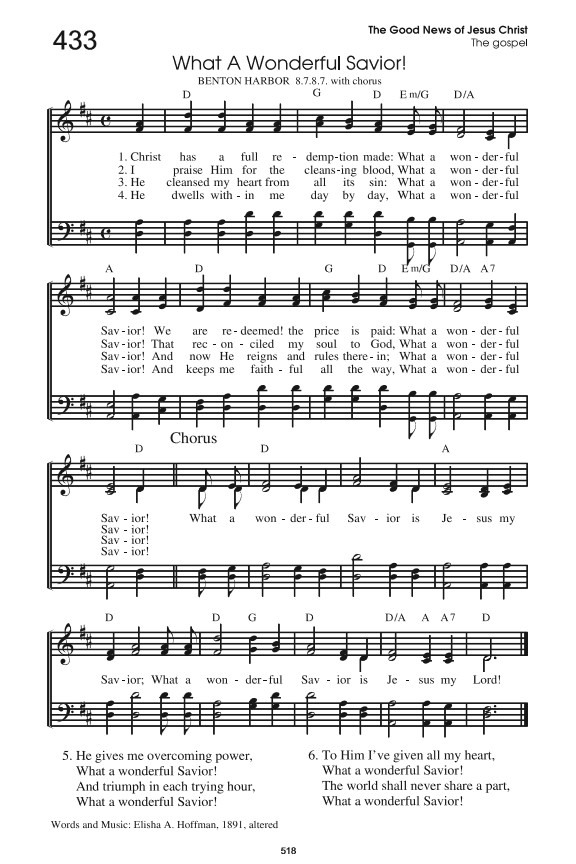 433
The Good News of Jesus Christ
The gospel
What A Wonderful Savior!
BENTON HARBOR 8.7.8.7. with chorus
D G D Em/G D/A
1. Christ has a full re - demp-tion made: What a won - der-ful
2. I praise Him for the cleans-ing blood, What a won - der-ful
3. He cleansed my heart from all its sin: What a won - der-ful
4. He dwells with-in me day by day, What a won - der-ful
A D G D Em/G D/A A7
Sav-ior! We are re-deemed! the price is paid: What a won - der-ful
Sav-ior! That rec - on - ciled my soul to God, What a won - der-ful
Sav-ior! And now He reigns and rules there-in; What a won - der-ful
Sav-ior! And keeps me faith - ful all the way, What a won - der-ful
Chorus
D D A
Sav - ior! What a won - der-ful Sav - ior is Je - sus my
Sav - ior!
Sav - ior!
Sav - ior!
D D G D D/A A A7 D
Sav-ior; What a won - der-ful Sav - ior is Je - sus my Lord!
5. He gives me overcoming power,
What a wonderful Savior!
And triumph in each trying hour,
What a wonderful Savior!
6. To Him I've given all my heart,
What a wonderful Savior!
The world shall never share a part,
What a wonderful Savior!
Words and Music: Elisha A. Hoffman, 1891, altered
518